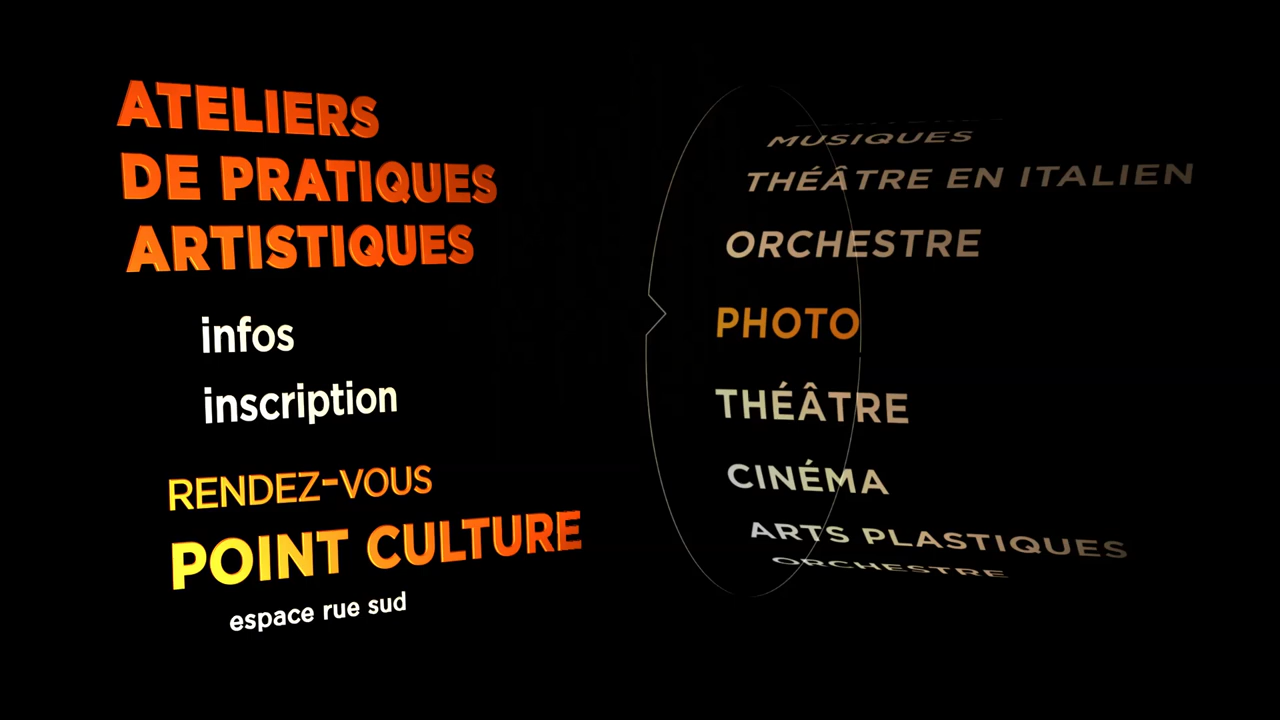 ATELIERS
DE PRATIQUES
ARTISTIQUES
infos
inscription
RENDEZ-VOUS
POINT CULTURE
espace rue sud
MUSIQUES
THÉÂTRE EN ITALIEN
ORCHESTRE
PHOTO
THÉÂTRE
CINÉMA
ARTS PLASTIQUES
ORCHESTRE